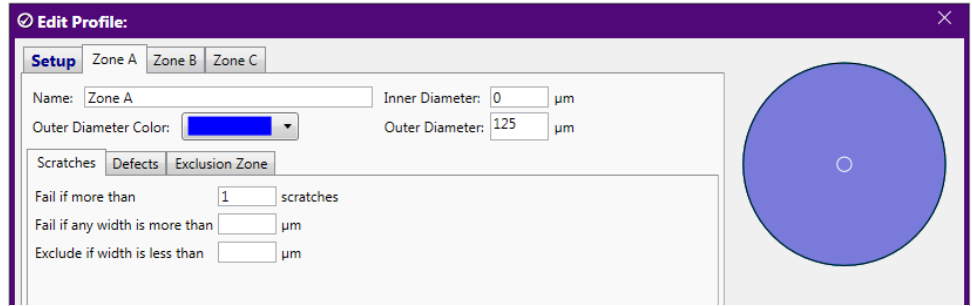 Edit Profile:
Setup Zone A Zone B Zone C
Name: Zone A Inner Diameter: 0 µm
Outer Diameter Color: Outer Diameter: 125 µm
Scratches Defects Exclusion Zone
Fail if more than 1 scratches
Fail if any width is more than µm
Exclude if width is less than µm